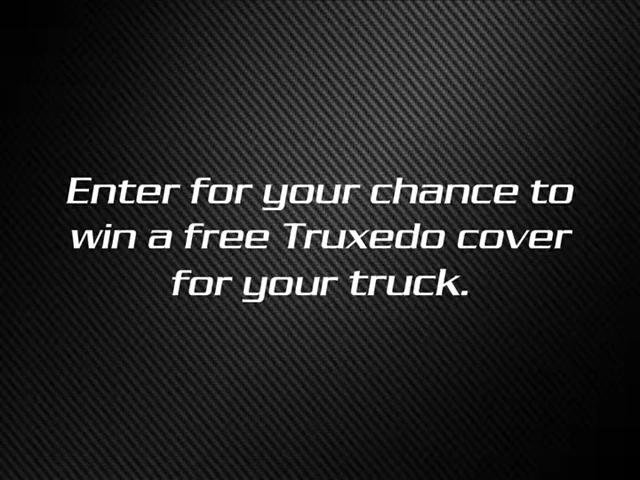 Enter for your chance to
win a free Truxedo cover
for your truck.